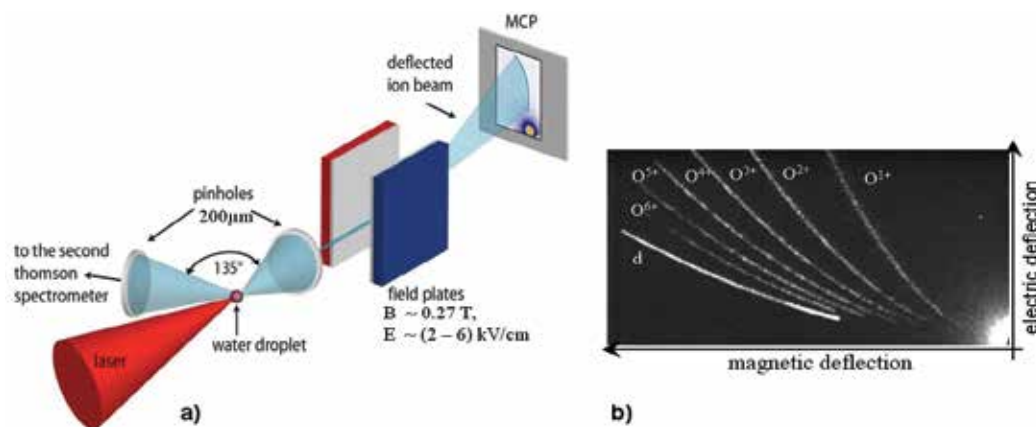 MCP
deflected
ion beam
pinholes
200µm
to the second
thomson
spectrometer
135°
field plates
B ~ 0.27 T,
E ~ (2 – 6) kV/cm
water droplet
laser
a)
O5+
O4+
O3+
O2+
O1+
O6+
d
electric deflection
magnetic deflection
b)